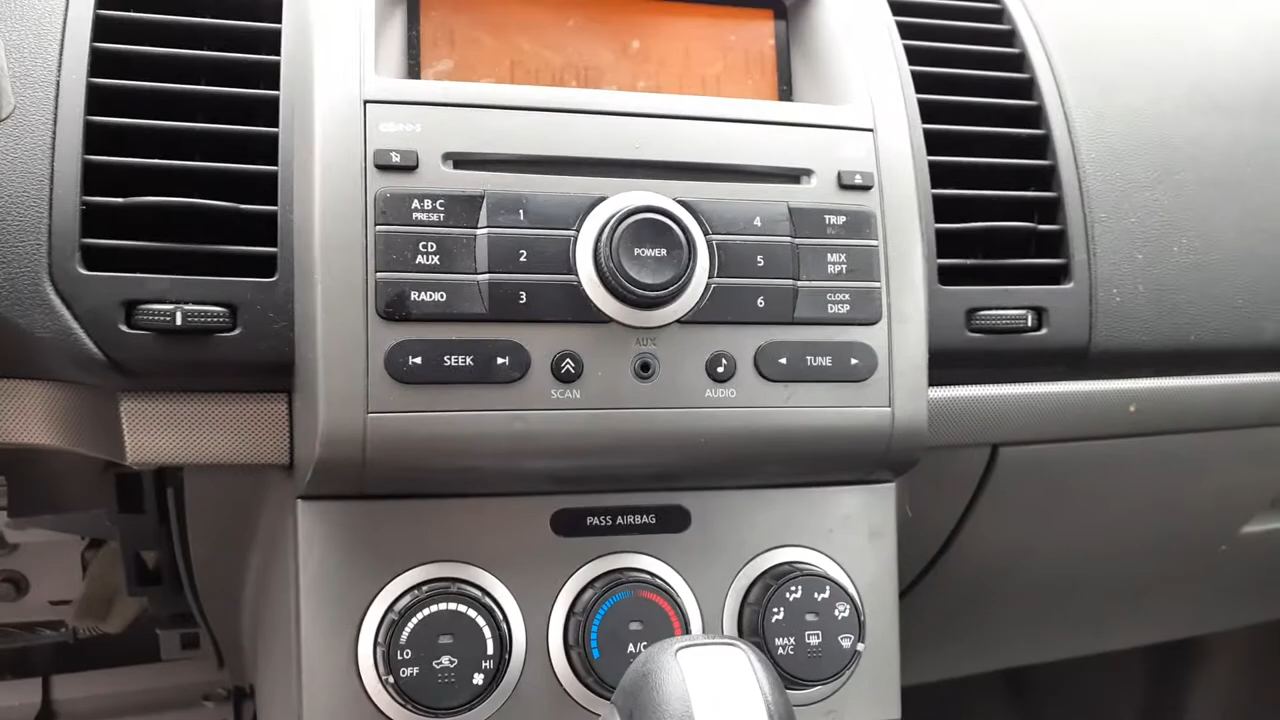 A·B·C
PRESET
1
4
TRIP
CD
AUX
2
POWER
5
MIX
RPT
RADIO
3
6
CLOCK
DISP
AUX
SEEK
TUNE
SCAN
AUDIO
PASS AIRBAG
LO
HI
OFF
A/C
MAX
A/C